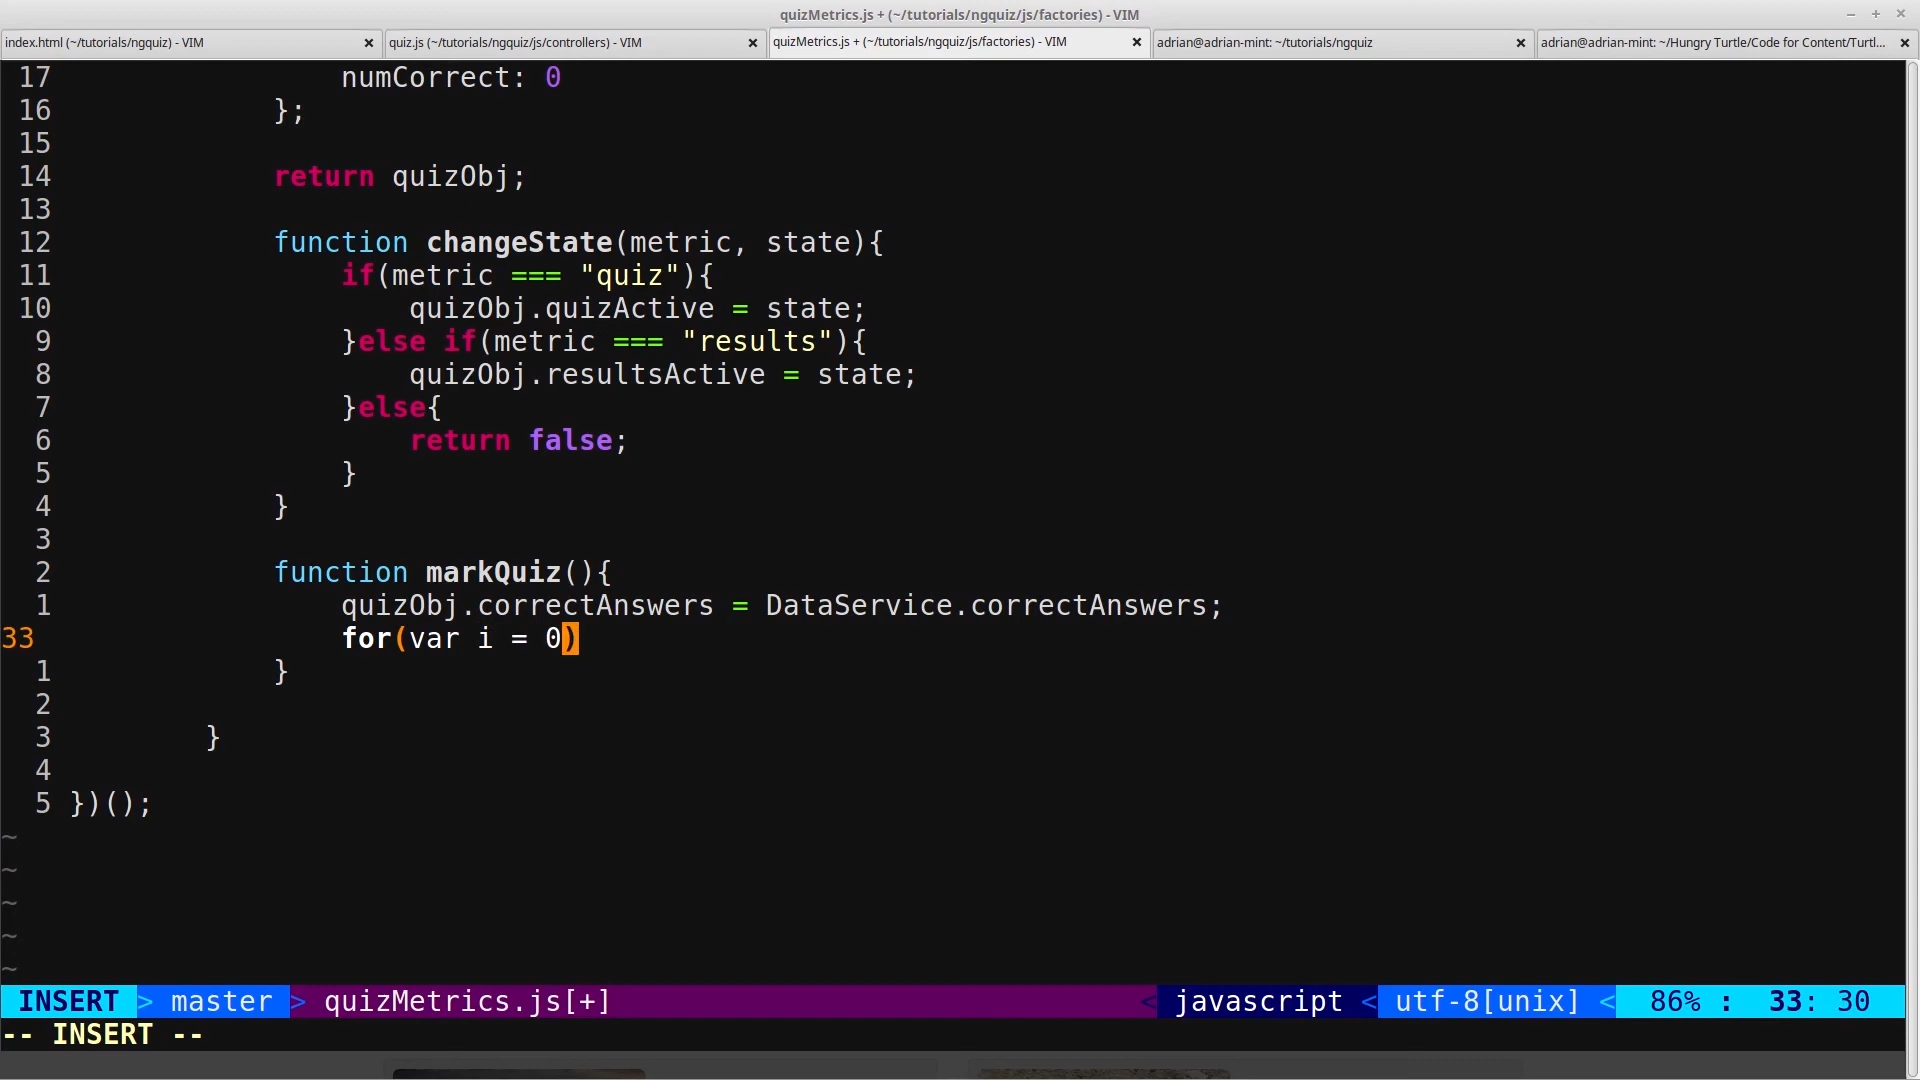 quizMetrics.js + (~/tutorials/ngquiz/js/factories) - VIM
index.html (~/tutorials/ngquiz) - VIM
quiz.js (~/tutorials/ngquiz/js/controllers) - VIM
quizMetrics.js + (~/tutorials/ngquiz/js/factories) - VIM
adrian@adrian-mint: ~/tutorials/ngquiz
adrian@adrian-mint: ~/Hungry Turtle/Code for Content/Turtl...
17 numCorrect: 0
16 };
15
14 return quizObj;
13
12 function changeState(metric, state){
11 if(metric === "quiz"){
10 quizObj.quizActive = state;
9 }else if(metric === "results"){
8 quizObj.resultsActive = state;
7 }else{
6 return false;
5 }
4 }
3
2 function markQuiz(){
1 quizObj.correctAnswers = DataService.correctAnswers;
33 for(var i = 0)
1 }
2
3 }
4
5 })();
~
~
~
~
~
INSERT > master > quizMetrics.js[+] < javascript < utf-8[unix] < 86% : 33: 30
-- INSERT --